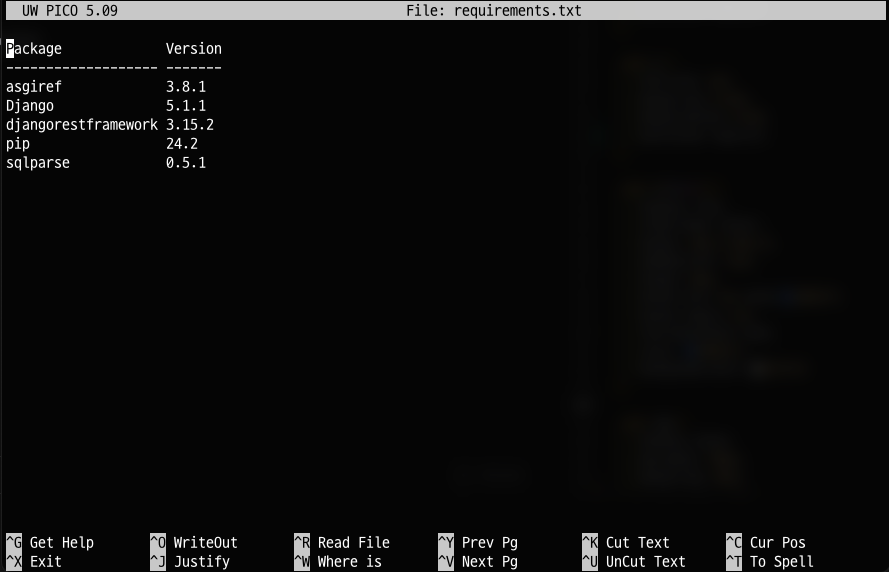 UW PICO 5.09 File: requirements.txt
Package Version
------------------- -------
asgiref 3.8.1
Django 5.1.1
djangorestframework 3.15.2
pip 24.2
sqlparse 0.5.1
^G Get Help ^O WriteOut ^R Read File ^Y Prev Pg ^K Cut Text ^C Cur Pos
^X Exit ^J Justify ^W Where is ^V Next Pg ^U UnCut Text ^T To Spell